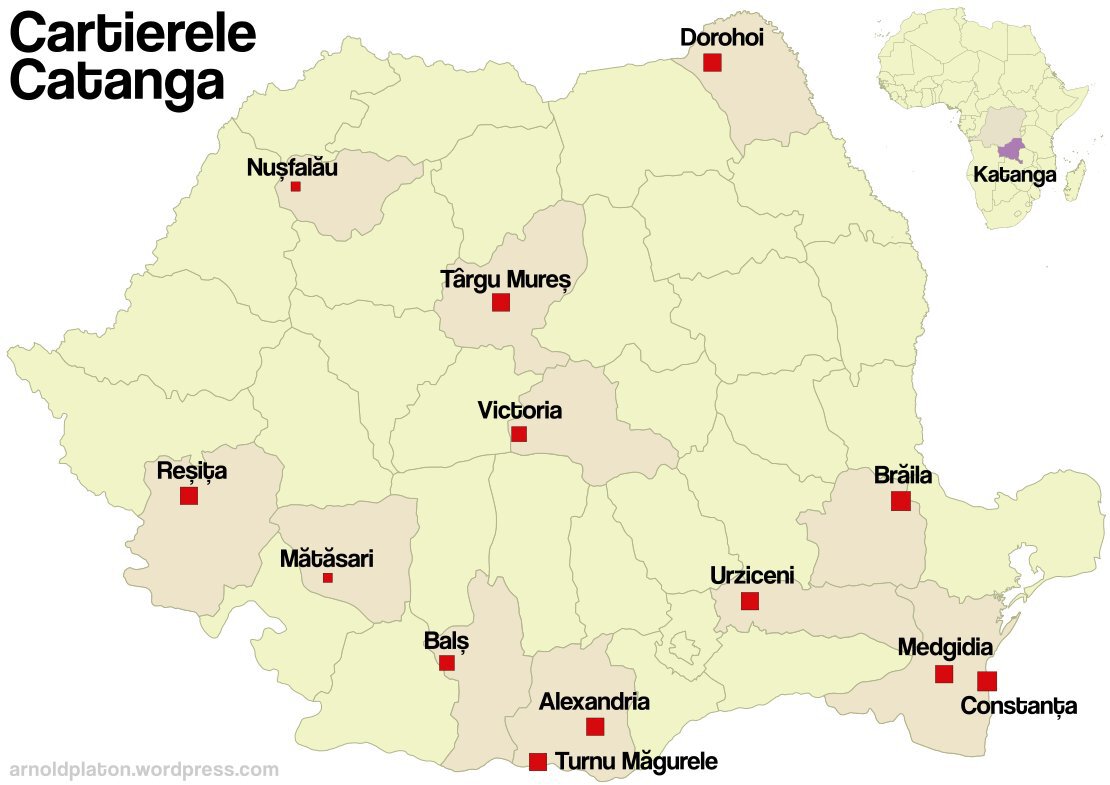 Cartierele
Catanga
Dorohoi
Nușfalău
Katanga
Târgu Mureș
Victoria
Reșița
Brăila
Mătăsari
Urziceni
Balș
Medgidia
Alexandria
Constanța
Turnu Măgurele
arnoldplaton.wordpress.com